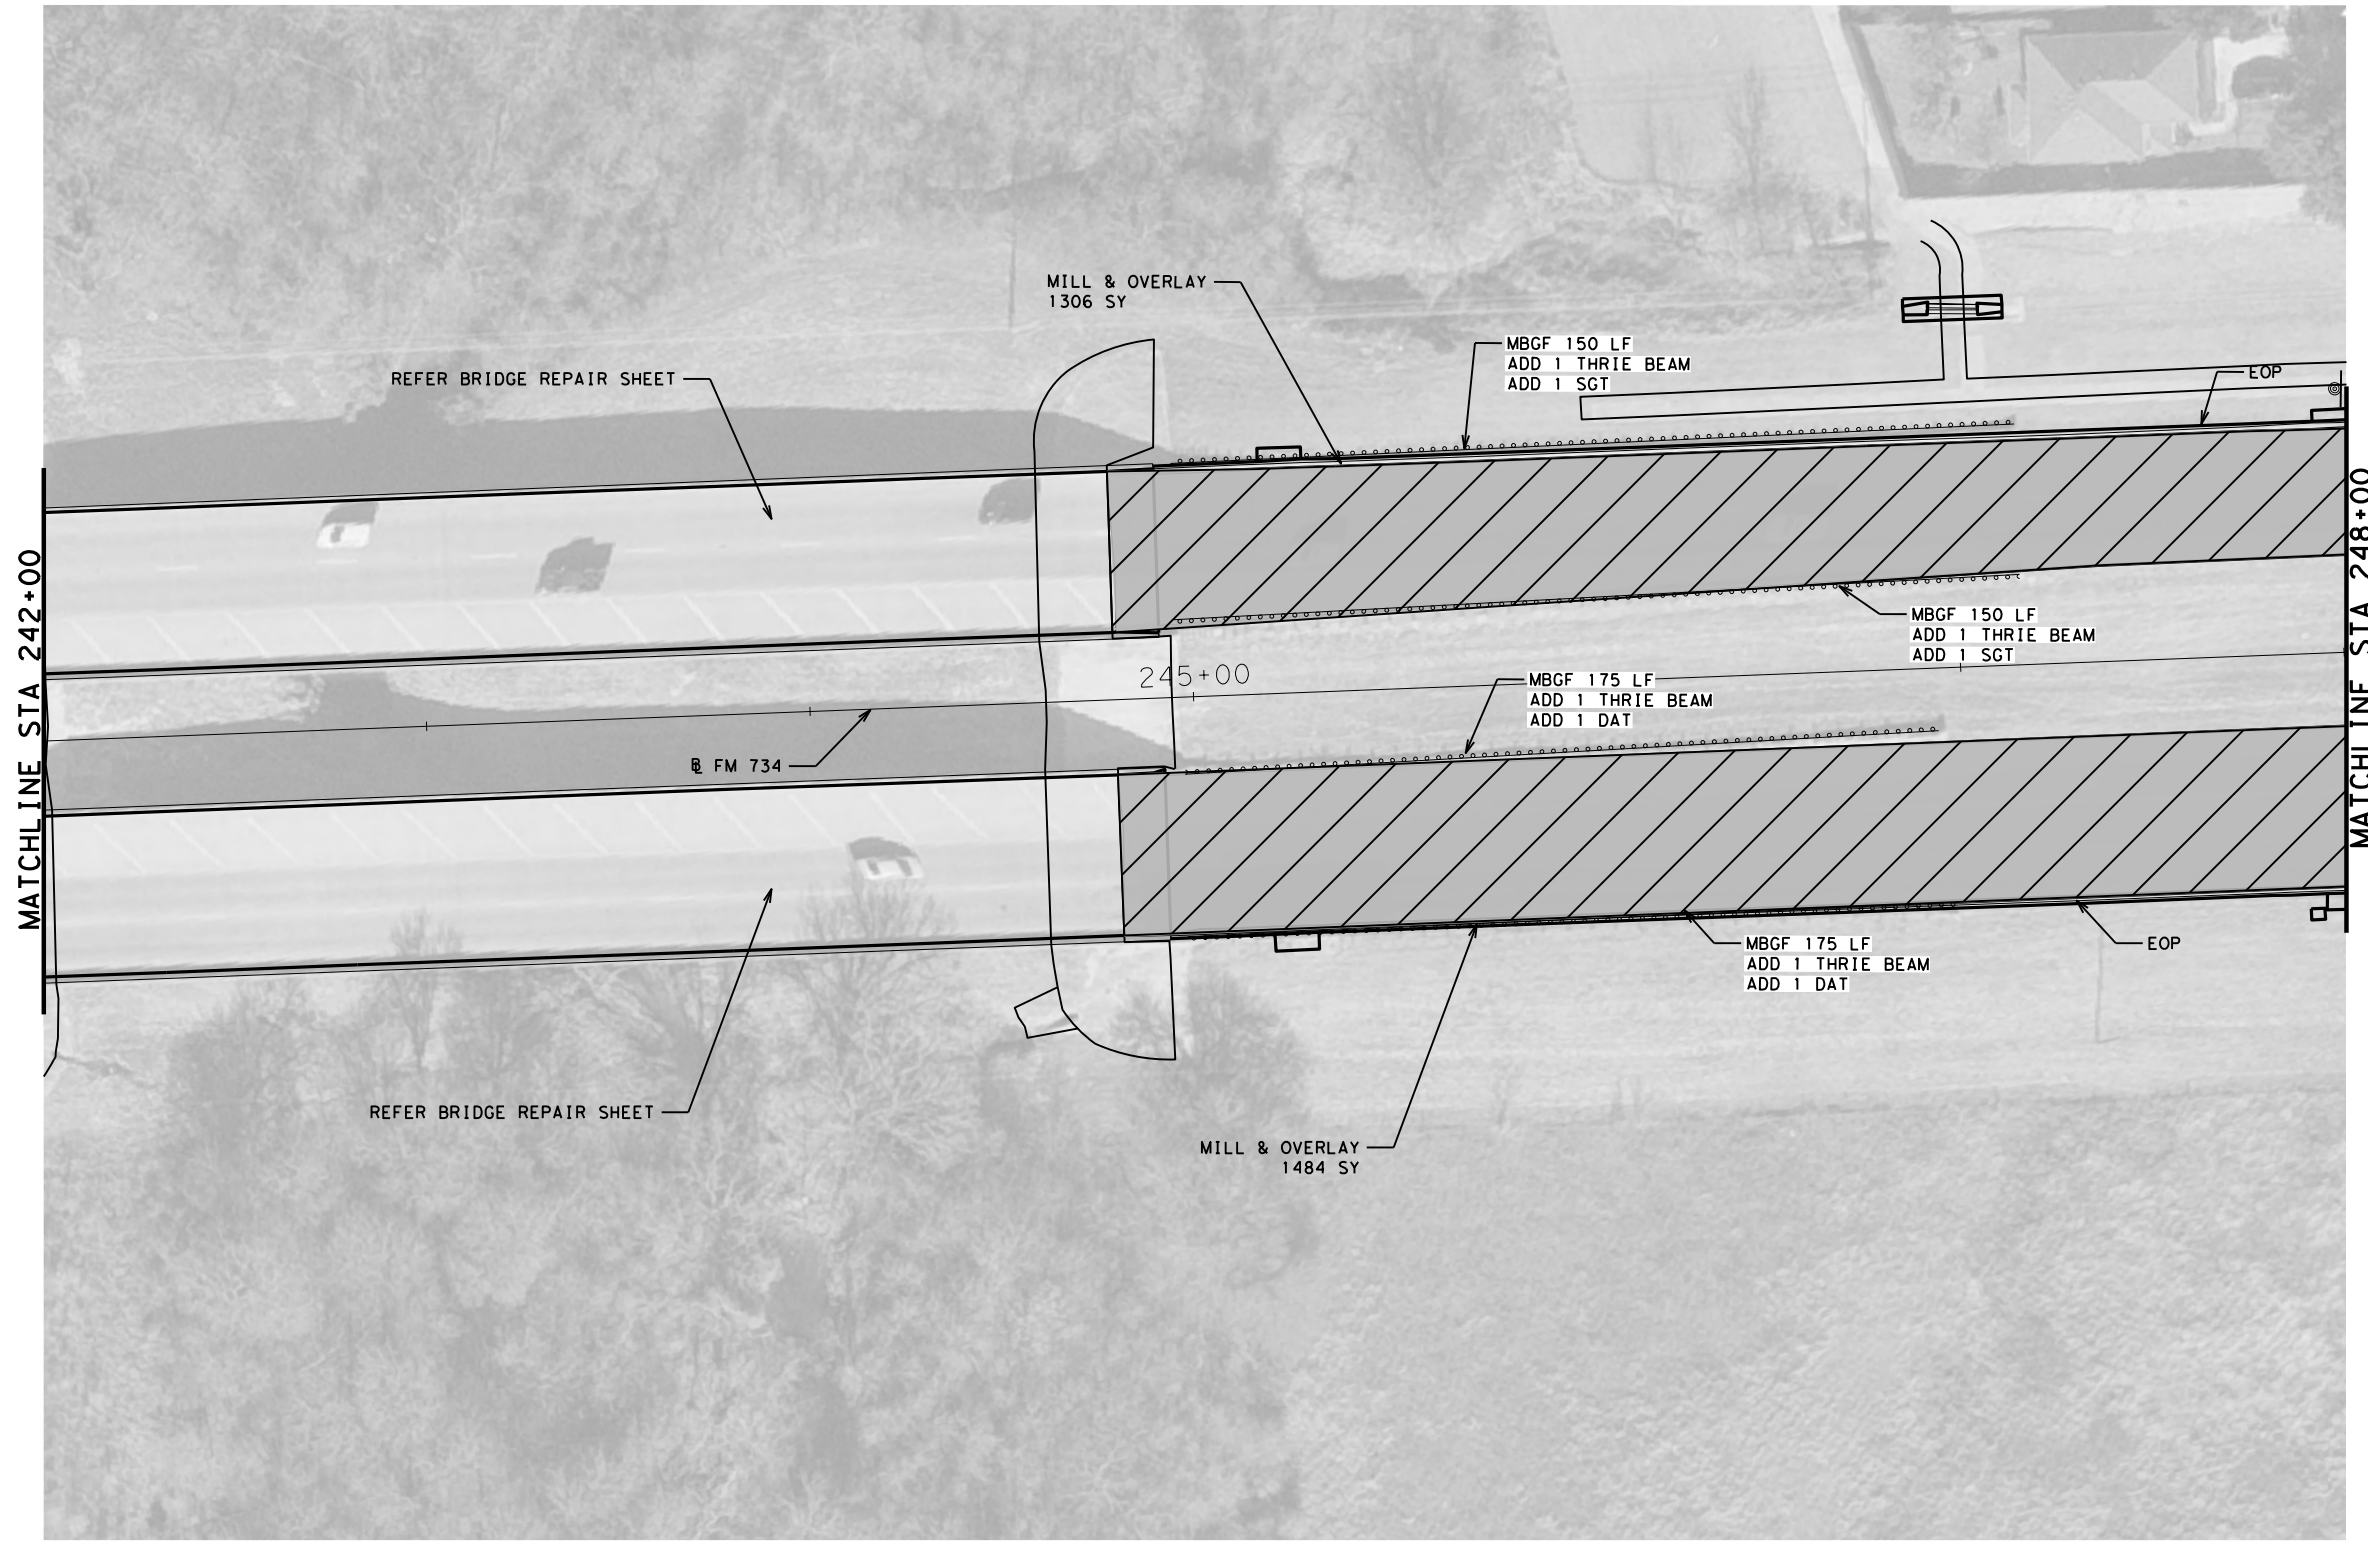 MILL & OVERLAY
1306 SY
MBGF 150 LF
ADD 1 THRIE BEAM
ADD 1 SGT
REFER BRIDGE REPAIR SHEET
EOP
MATCHLINE STA 242+00
MATCHLINE STA 248+00
MBGF 150 LF
ADD 1 THRIE BEAM
ADD 1 SGT
245+00
MBGF 175 LF
ADD 1 THRIE BEAM
ADD 1 DAT
BL FM 734
MBGF 175 LF
ADD 1 THRIE BEAM
ADD 1 DAT
EOP
REFER BRIDGE REPAIR SHEET
MILL & OVERLAY
1484 SY